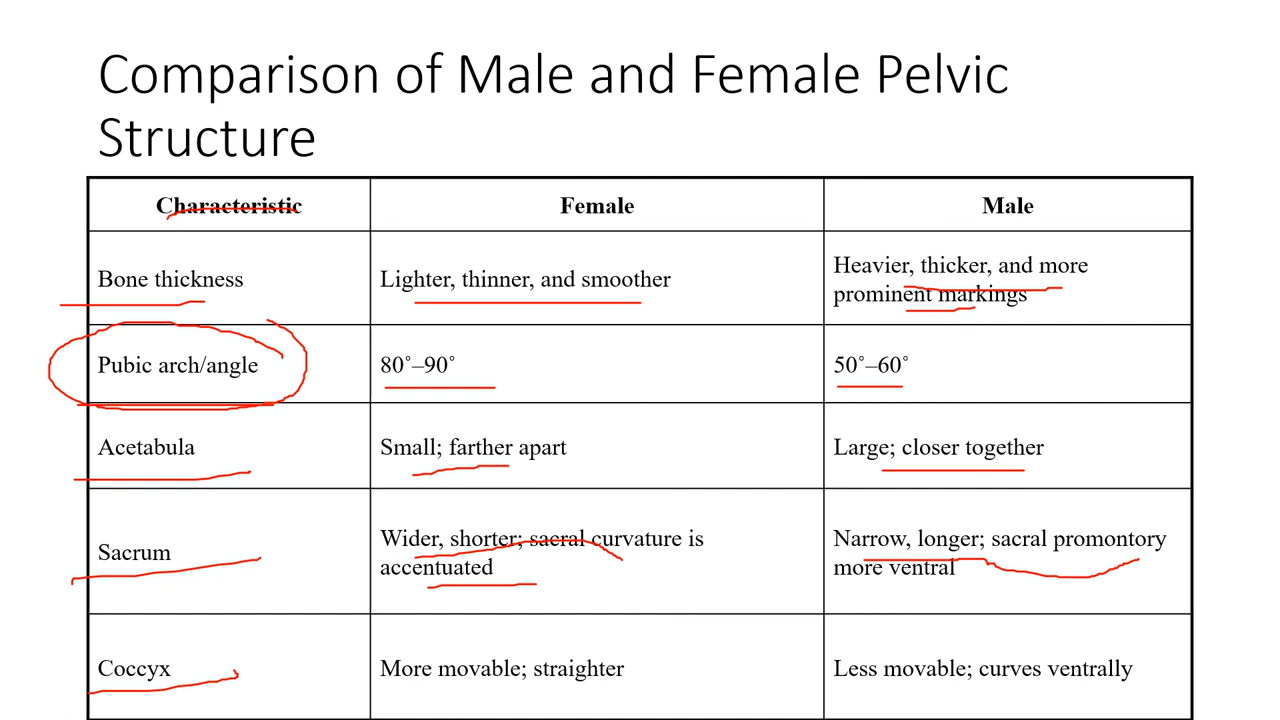 Comparison of Male and Female Pelvic
Structure
Characteristic
Female
Male
Bone thickness
Lighter, thinner, and smoother
Heavier, thicker, and more
prominent markings
Pubic arch/angle
80˚–90˚
50˚–60˚
Acetabula
Small; farther apart
Large; closer together
Sacrum
Wider, shorter; sacral curvature is
accentuated
Narrow, longer; sacral promontory
more ventral
Coccyx
More movable; straighter
Less movable; curves ventrally